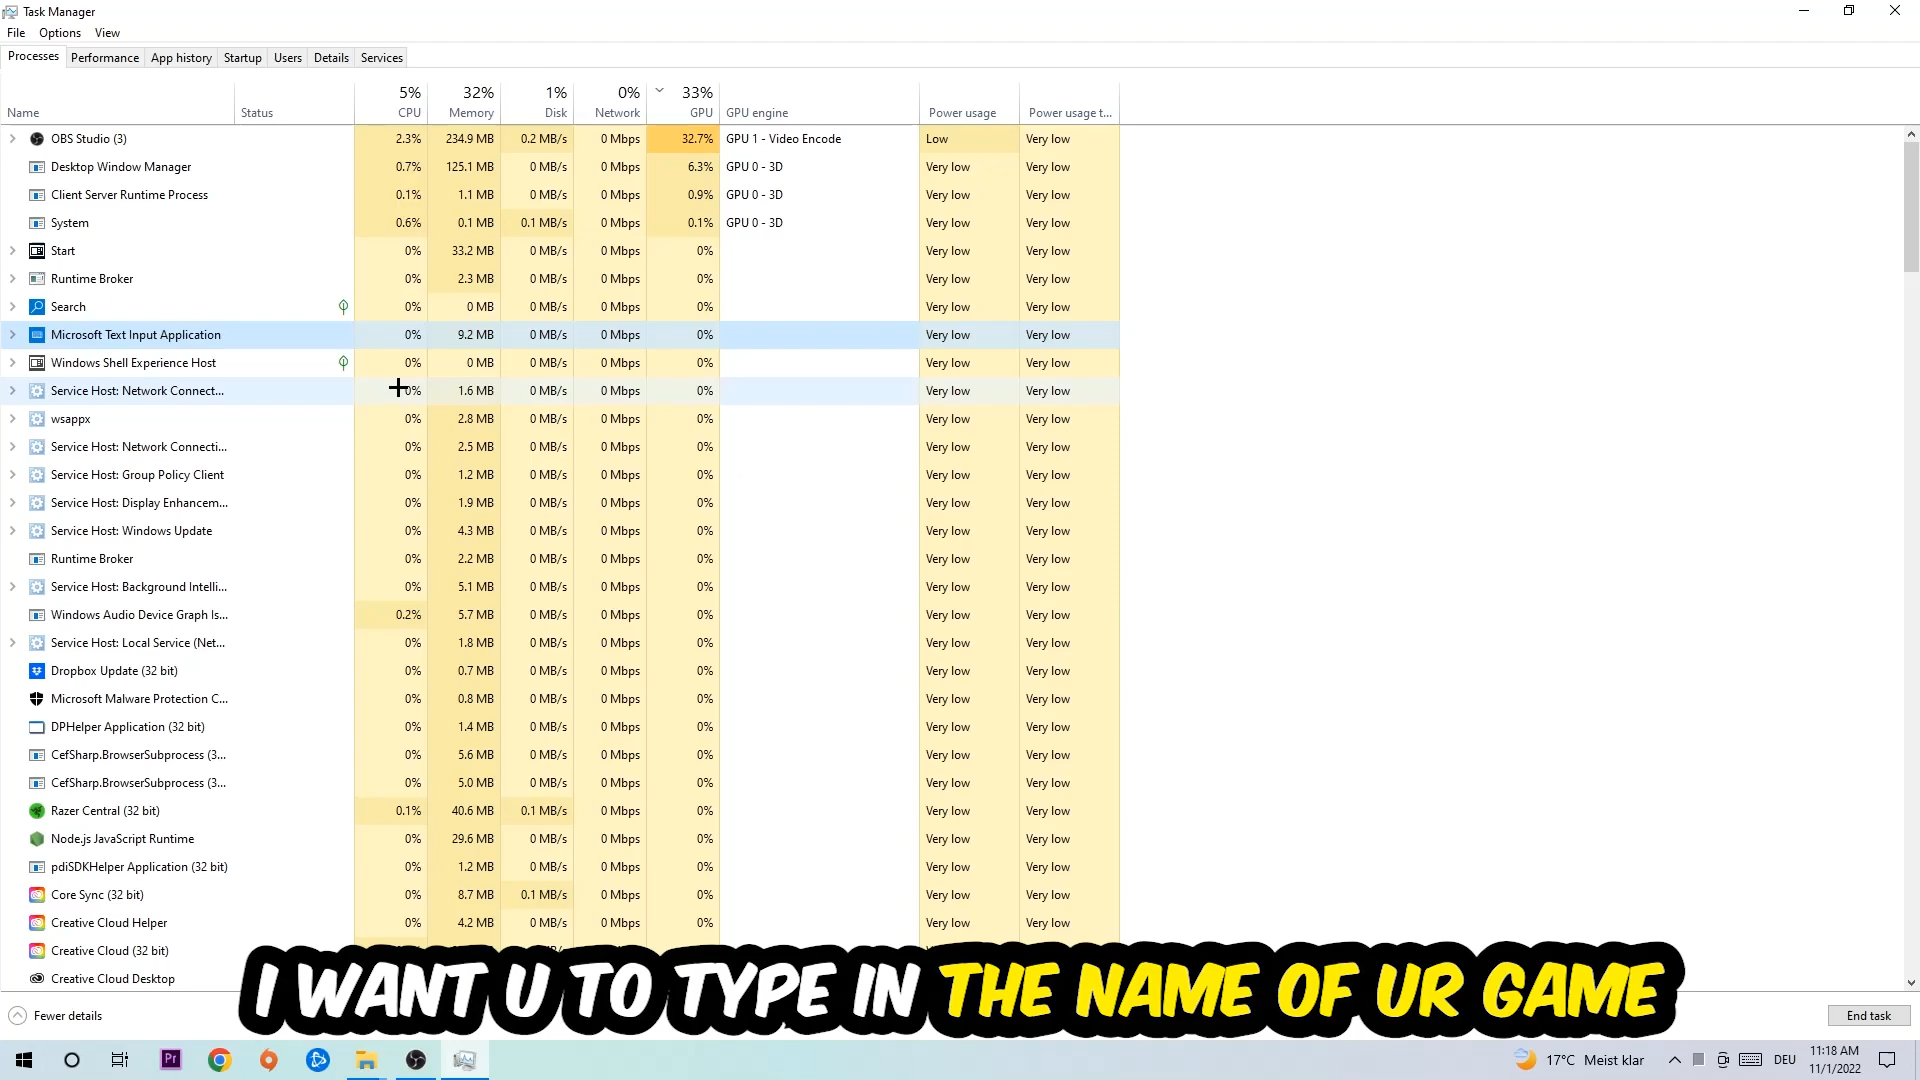 Task Manager
File Options View
Processes Performance App history Startup Users Details Services
5% 32% 1% 0% 33%
Name Status CPU Memory Disk Network GPU GPU engine Power usage Power usage t...
OBS Studio (3) 2.3% 234.9 MB 0.2 MB/s 0 Mbps 32.7% GPU 1 - Video Encode Low Very low
Desktop Window Manager 0.7% 125.1 MB 0 MB/s 0 Mbps 6.3% GPU 0 - 3D Very low Very low
Client Server Runtime Process 0.1% 1.1 MB 0 MB/s 0 Mbps 0.9% GPU 0 - 3D Very low Very low
System 0.6% 0.1 MB 0.1 MB/s 0 Mbps 0.1% GPU 0 - 3D Very low Very low
Start 0% 33.2 MB 0 MB/s 0 Mbps 0% Very low Very low
Runtime Broker 0% 2.3 MB 0 MB/s 0 Mbps 0% Very low Very low
Search 0% 0 MB 0 MB/s 0 Mbps 0% Very low Very low
Microsoft Text Input Application 0% 9.2 MB 0 MB/s 0 Mbps 0% Very low Very low
Windows Shell Experience Host 0% 0 MB 0 MB/s 0 Mbps 0% Very low Very low
Service Host: Network Connect... 0% 1.6 MB 0 MB/s 0 Mbps 0% Very low Very low
wsappx 0% 2.8 MB 0 MB/s 0 Mbps 0% Very low Very low
Service Host: Network Connecti... 0% 2.5 MB 0 MB/s 0 Mbps 0% Very low Very low
Service Host: Group Policy Client 0% 1.2 MB 0 MB/s 0 Mbps 0% Very low Very low
Service Host: Display Enhancem... 0% 1.9 MB 0 MB/s 0 Mbps 0% Very low Very low
Service Host: Windows Update 0% 4.3 MB 0 MB/s 0 Mbps 0% Very low Very low
Runtime Broker 0% 2.2 MB 0 MB/s 0 Mbps 0% Very low Very low
Service Host: Background Intelli... 0% 5.1 MB 0 MB/s 0 Mbps 0% Very low Very low
Windows Audio Device Graph Is... 0.2% 5.7 MB 0 MB/s 0 Mbps 0% Very low Very low
Service Host: Local Service (Net... 0% 1.8 MB 0 MB/s 0 Mbps 0% Very low Very low
Dropbox Update (32 bit) 0% 0.7 MB 0 MB/s 0 Mbps 0% Very low Very low
Microsoft Malware Protection C... 0% 0.8 MB 0 MB/s 0 Mbps 0% Very low Very low
DPHelper Application (32 bit) 0% 1.4 MB 0 MB/s 0 Mbps 0% Very low Very low
CefSharp.BrowserSubprocess (3... 0% 5.6 MB 0 MB/s 0 Mbps 0% Very low Very low
CefSharp.BrowserSubprocess (3... 0% 5.0 MB 0 MB/s 0 Mbps 0% Very low Very low
Razer Central (32 bit) 0.1% 40.6 MB 0.1 MB/s 0 Mbps 0% Very low Very low
Node.js JavaScript Runtime 0% 29.6 MB 0 MB/s 0 Mbps 0% Very low Very low
pdiSDKHelper Application (32 bit) 0% 1.2 MB 0 MB/s 0 Mbps 0% Very low Very low
Core Sync (32 bit) 0% 8.7 MB 0.1 MB/s 0 Mbps 0% Very low Very low
Creative Cloud Helper 0% 4.2 MB 0 MB/s 0 Mbps 0% Very low Very low
Creative Cloud (32 bit)
Creative Cloud Desktop
I WANT U TO TYPE IN THE NAME OF UR GAME
Fewer details End task
Pr 17°C Meist klar DEU 11:18 AM
11/1/2022